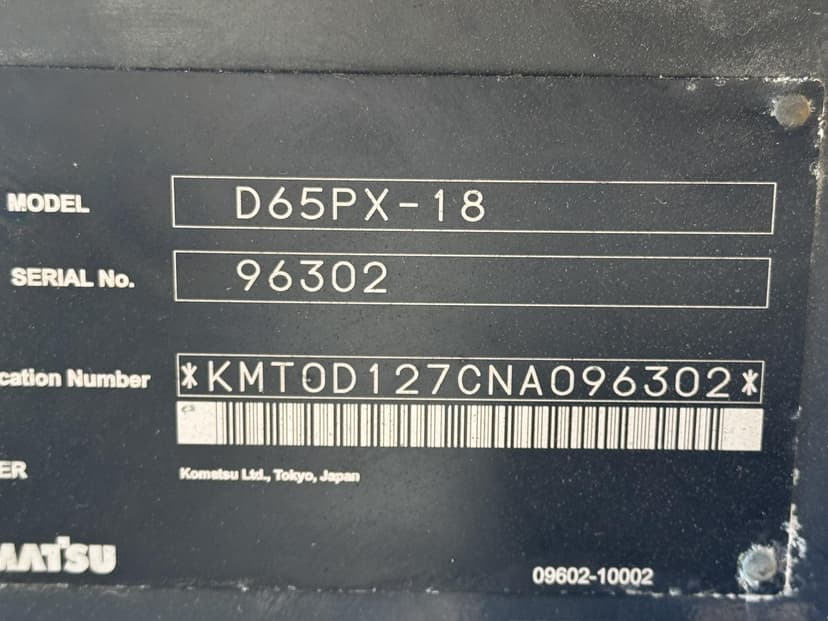 MODEL D65PX-18
SERIAL No. 96302
cation Number *KMT0D127CNA096302*
ER Komatsu Ltd., Tokyo, Japan
MATSU
09602-10002